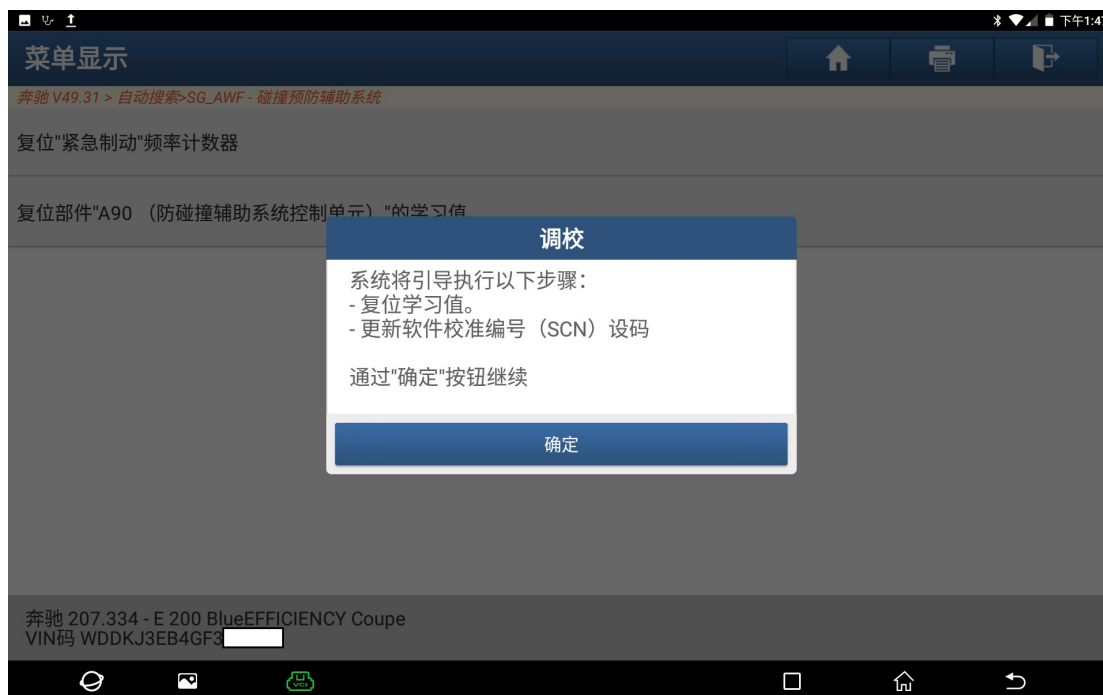 下午1:47
菜单显示
奔驰 V49.31 > 自动搜索>SG_AWF - 碰撞预防辅助系统
复位"紧急制动"频率计数器
复位部件"A90 （防碰撞辅助系统控制单元）"的学习值
调校
系统将引导执行以下步骤：
- 复位学习值。
- 更新软件校准编号（SCN）设码
通过"确定"按钮继续
确定
奔驰 207.334 - E 200 BlueEFFICIENCY Coupe
VIN码 WDDKJ3EB4GF3
VCI